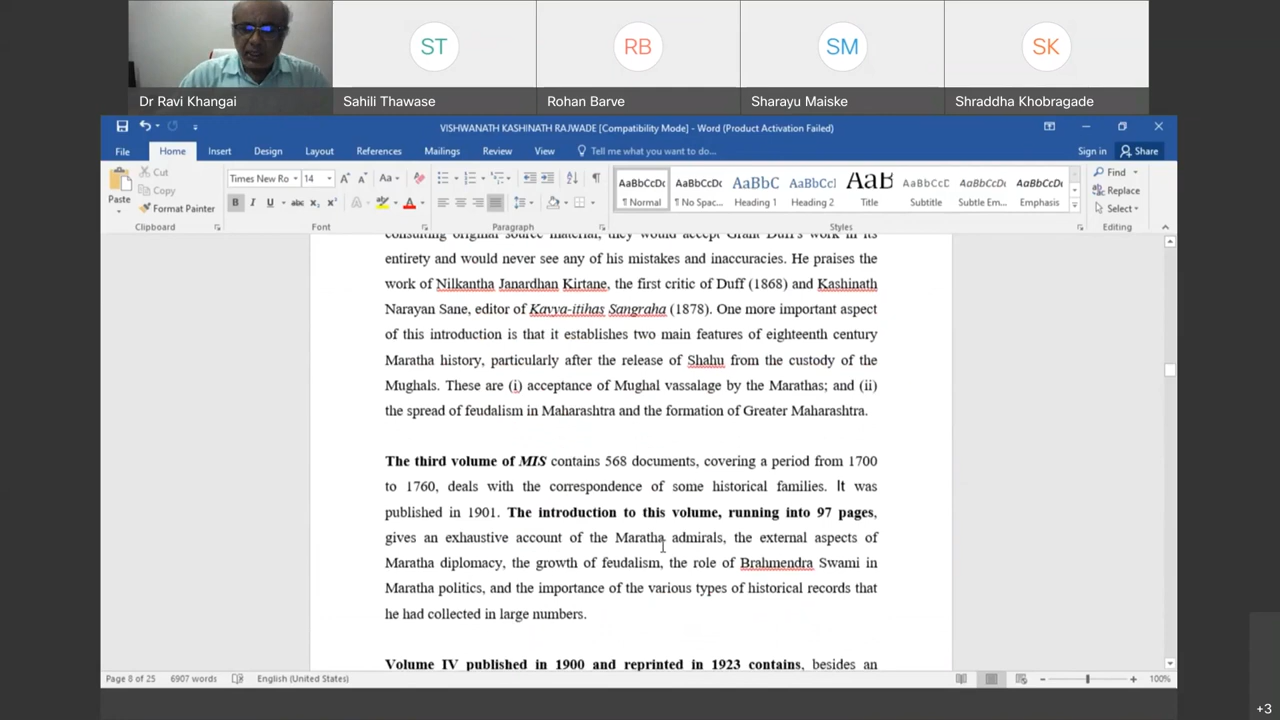 ST
RB
SM
SK
Dr Ravi Khangai
Sahili Thawase
Rohan Barve
Sharayu Maiske
Shraddha Khobragade
VISHWANATH KASHINATH RAJWADE [Compatibility Mode] - Word (Product Activation Failed)
File Home Insert Design Layout References Mailings Review View Tell me what you want to do... Sign in Share
Paste
Cut
Copy
Format Painter
Times New Ro 14
AaBbCcDc AaBbCcDc AaBbC AaBbCcI AaB AaBbCcD AaBbCcDc AaBbCcDc
¶ Normal ¶ No Spac... Heading 1 Heading 2 Title Subtitle Subtle Em... Emphasis
Find
Replace
Select
Clipboard Font Paragraph Styles Editing
consulting original source material, they would accept Grant Duff's work in its
entirety and would never see any of his mistakes and inaccuracies. He praises the
work of Nilkantha Janardhan Kirtane, the first critic of Duff (1868) and Kashinath
Narayan Sane, editor of Kavya-itihas Sangraha (1878). One more important aspect
of this introduction is that it establishes two main features of eighteenth century
Maratha history, particularly after the release of Shahu from the custody of the
Mughals. These are (i) acceptance of Mughal vassalage by the Marathas; and (ii)
the spread of feudalism in Maharashtra and the formation of Greater Maharashtra.
The third volume of MIS contains 568 documents, covering a period from 1700
to 1760, deals with the correspondence of some historical families. It was
published in 1901. The introduction to this volume, running into 97 pages,
gives an exhaustive account of the Maratha admirals, the external aspects of
Maratha diplomacy, the growth of feudalism, the role of Brahmendra Swami in
Maratha politics, and the importance of the various types of historical records that
he had collected in large numbers.
Volume IV published in 1900 and reprinted in 1923 contains, besides an
Page 8 of 25 6907 words English (United States) 100%
+3